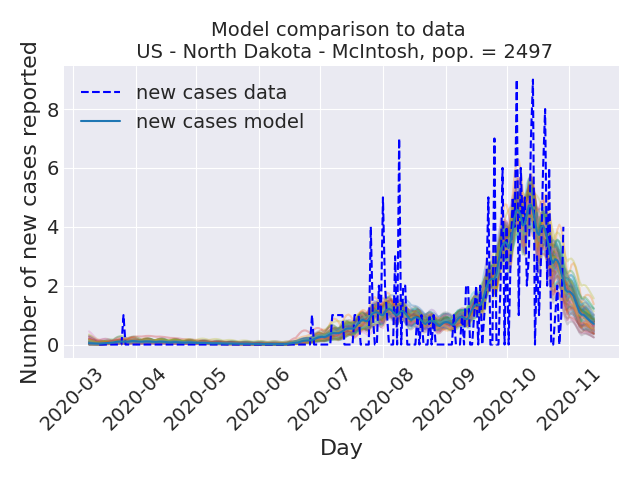 Model comparison to data
US - North Dakota - McIntosh, pop. = 2497
Number of new cases reported
8
6
4
2
0
new cases data
new cases model
2020-03
2020-04
2020-05
2020-06
2020-07
2020-08
2020-09
2020-10
2020-11
Day